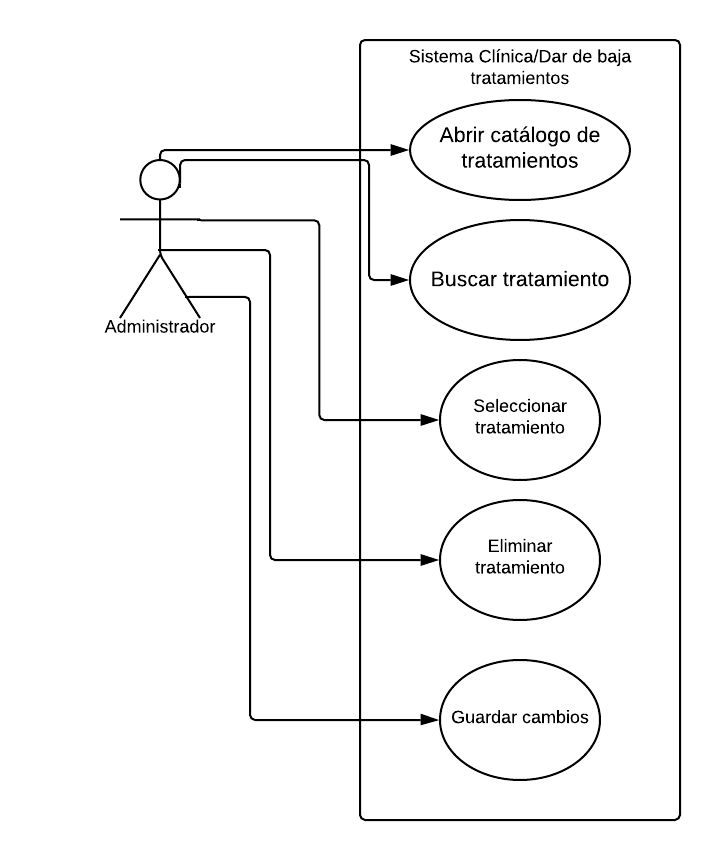 Sistema Clínica/Dar de baja
tratamientos
Abrir catálogo de
tratamientos
Buscar tratamiento
Administrador
Seleccionar
tratamiento
Eliminar
tratamiento
Guardar cambios